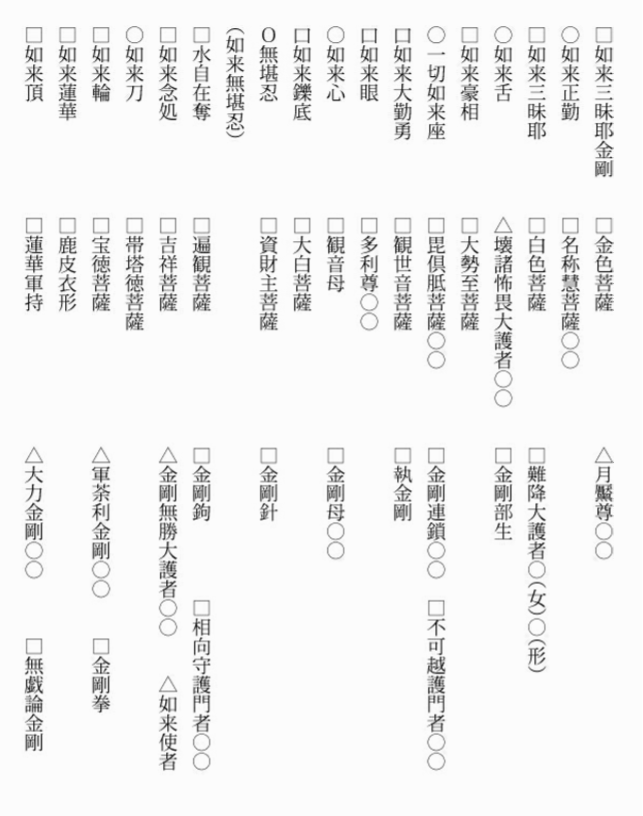 □如来三昧耶金剛　□金色菩薩　△月黶尊○○
○如来正勤　□名称慧菩薩○○
□如来三昧耶　□白色菩薩　□難降大護者○(女)○(形)
○如来舌　△壊諸怖畏大護者○○　□金剛部生
□如来豪相　□大勢至菩薩
○一切如来座　□毘倶胝菩薩○○　□金剛連鎖○○　□不可越護門者○○
口如来大勤勇　□観世音菩薩　□執金剛
口如来眼　□多利尊○○
○如来心　□観音母　□金剛母○○
口如来鑠底　□大白菩薩
O無堪忍　□資財主菩薩　□金剛針
(如来無堪忍)
□水自在奪　□遍観菩薩　□金剛鉤　□相向守護門者○○
□如来念処　□吉祥菩薩　△金剛無勝大護者○○　△如来使者
○如来刀　□帯塔徳菩薩
□如来輪　□宝徳菩薩　△軍荼利金剛○○　□金剛拳
□如来蓮華　□鹿皮衣形
□如来頂　□蓮華軍持　△大力金剛○○　□無戯論金剛